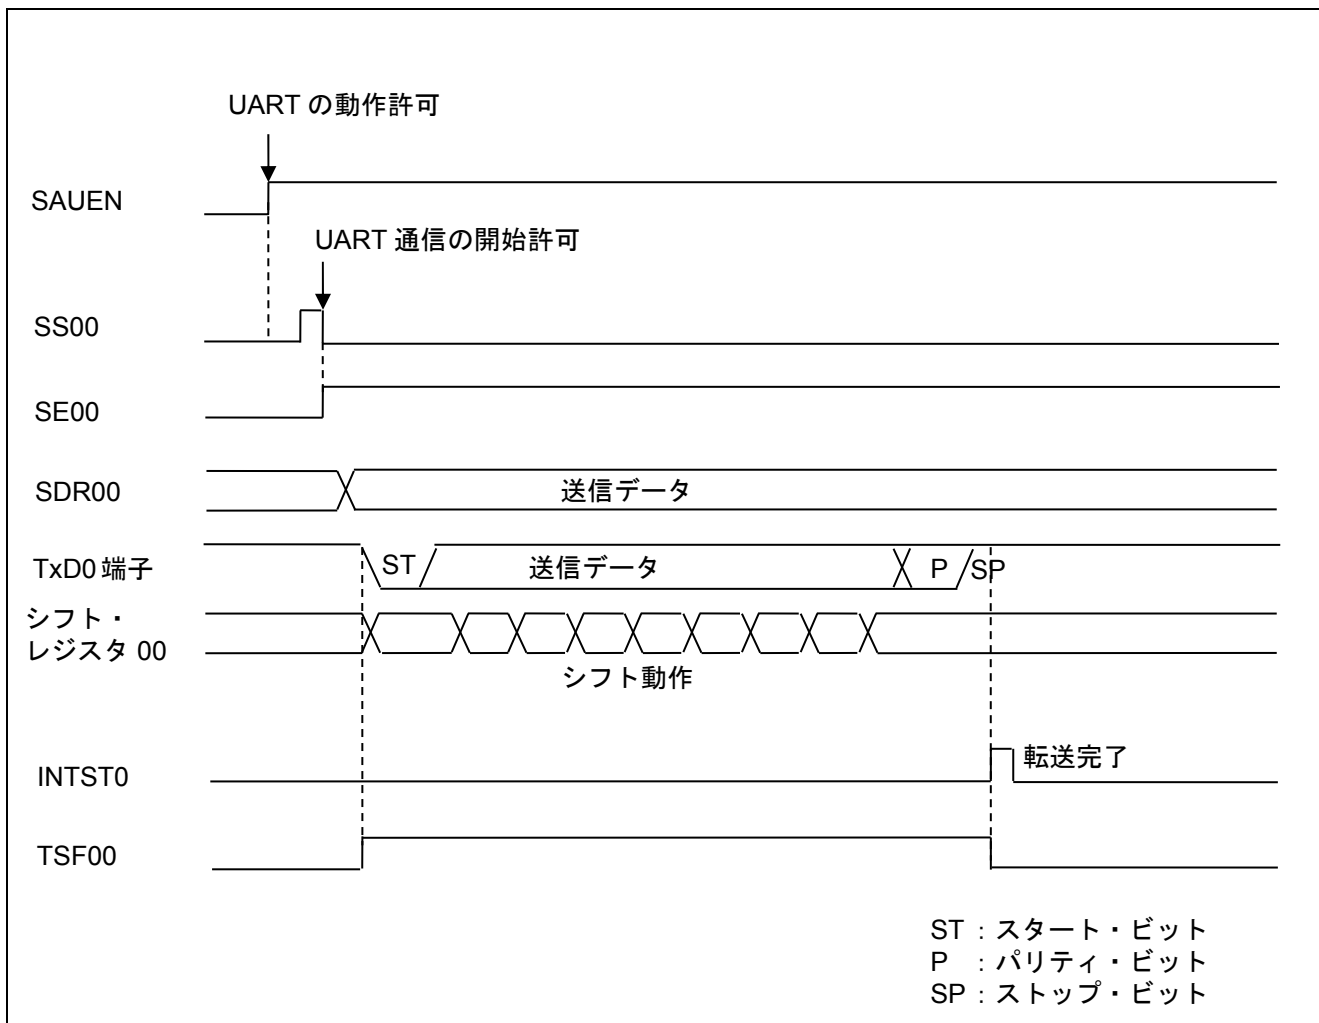 UART の動作許可
SAUEN
UART 通信の開始許可
SS00
SE00
SDR00
送信データ
TxD0 端子
ST
送信データ
P
SP
シフト・
レジスタ 00
シフト動作
INTST0
転送完了
TSF00
ST : スタート・ビット
P : パリティ・ビット
SP : ストップ・ビット